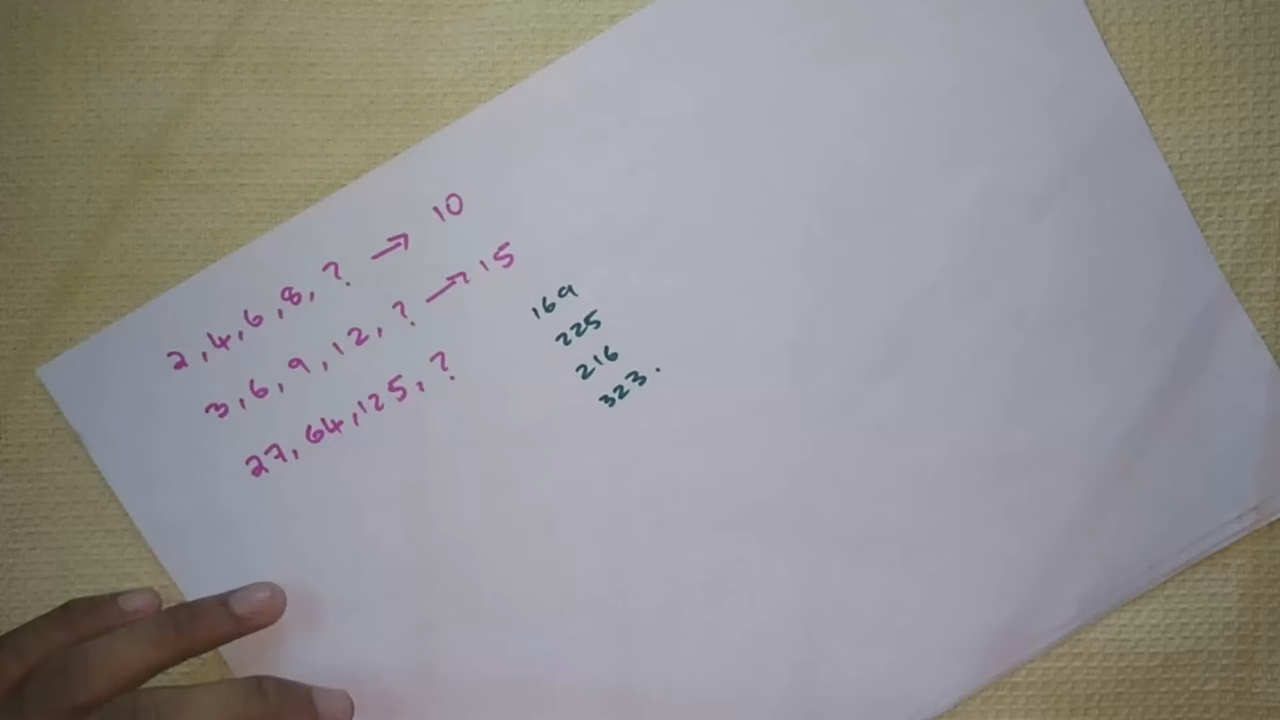 2, 4, 6, 8, ? → 10
3, 6, 9, 12, ? → 15
27, 64, 125, ?
169
225
216
323.